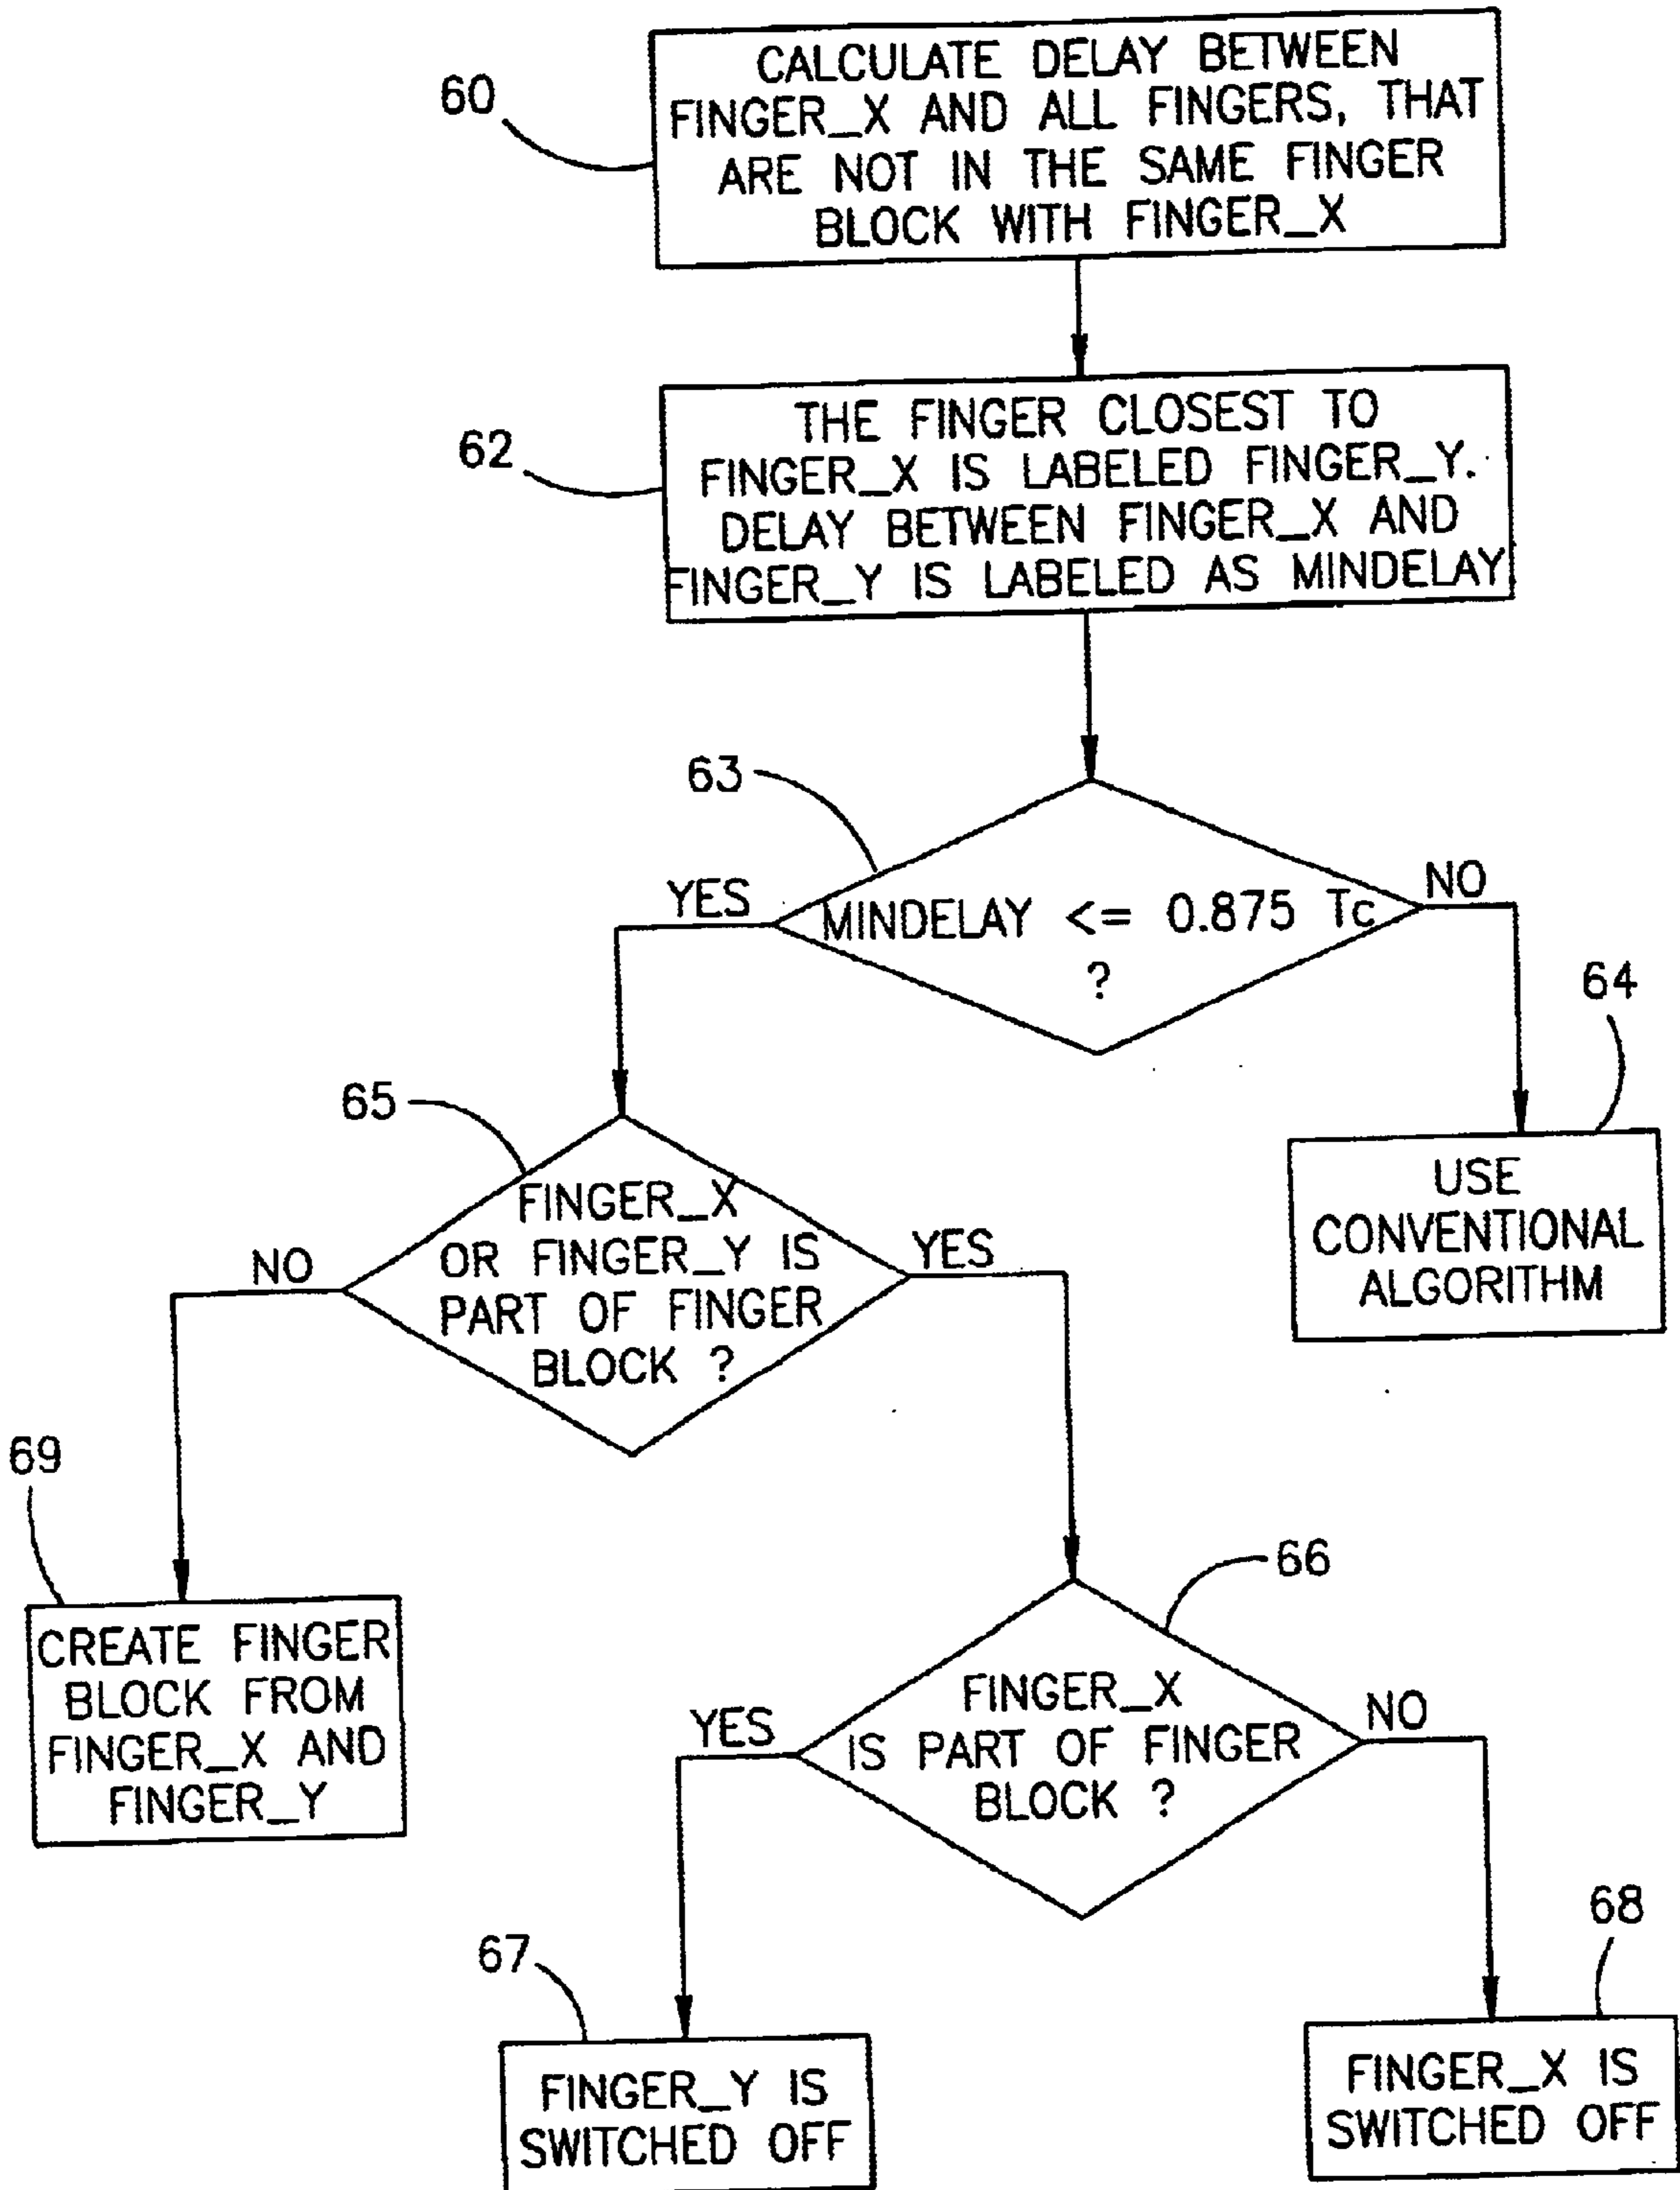 60
CALCULATE DELAY BETWEEN
FINGER_X AND ALL FINGERS, THAT
ARE NOT IN THE SAME FINGER
BLOCK WITH FINGER_X
62
THE FINGER CLOSEST TO
FINGER_X IS LABELED FINGER_Y.
DELAY BETWEEN FINGER_X AND
FINGER_Y IS LABELED AS MINDELAY
63
YES
MINDELAY <= 0.875 Tc
?
NO
64
USE
CONVENTIONAL
ALGORITHM
65
NO
FINGER_X
OR FINGER_Y IS
PART OF FINGER
BLOCK ?
YES
69
CREATE FINGER
BLOCK FROM
FINGER_X AND
FINGER_Y
66
YES
FINGER_X
IS PART OF FINGER
BLOCK ?
NO
67
FINGER_Y IS
SWITCHED OFF
68
FINGER_X IS
SWITCHED OFF